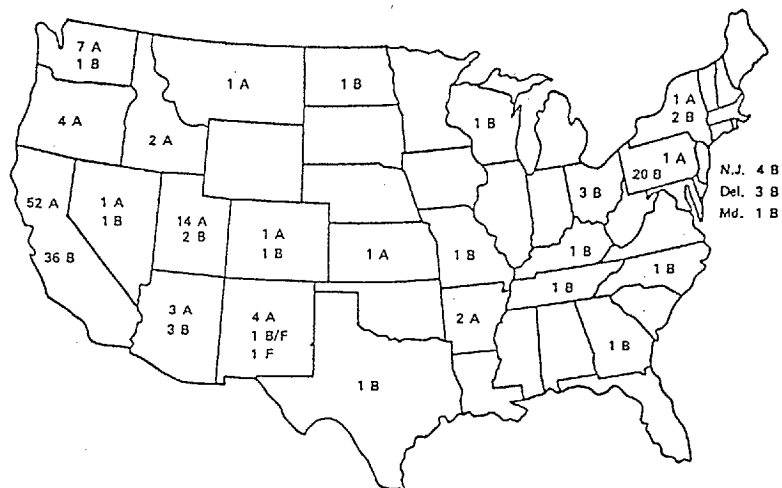 7 A
1 B
1 A
1 B
4 A
2 A
1 B
1 A
2 B
1 A
20 B
N.J. 4 B
Del. 3 B
Md. 1 B
3 B
52 A
36 B
1 A
1 B
14 A
2 B
1 A
1 B
1 A
1 B
1 B
1 B
1 B
3 A
3 B
4 A
1 B/F
1 F
2 A
1 B
1 B